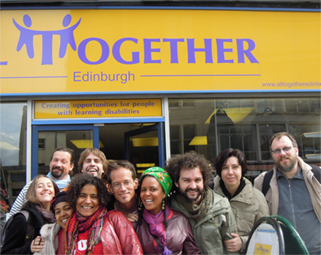 L TOGETHER
Edinburgh
Creating opportunities for people
with learning disabilities